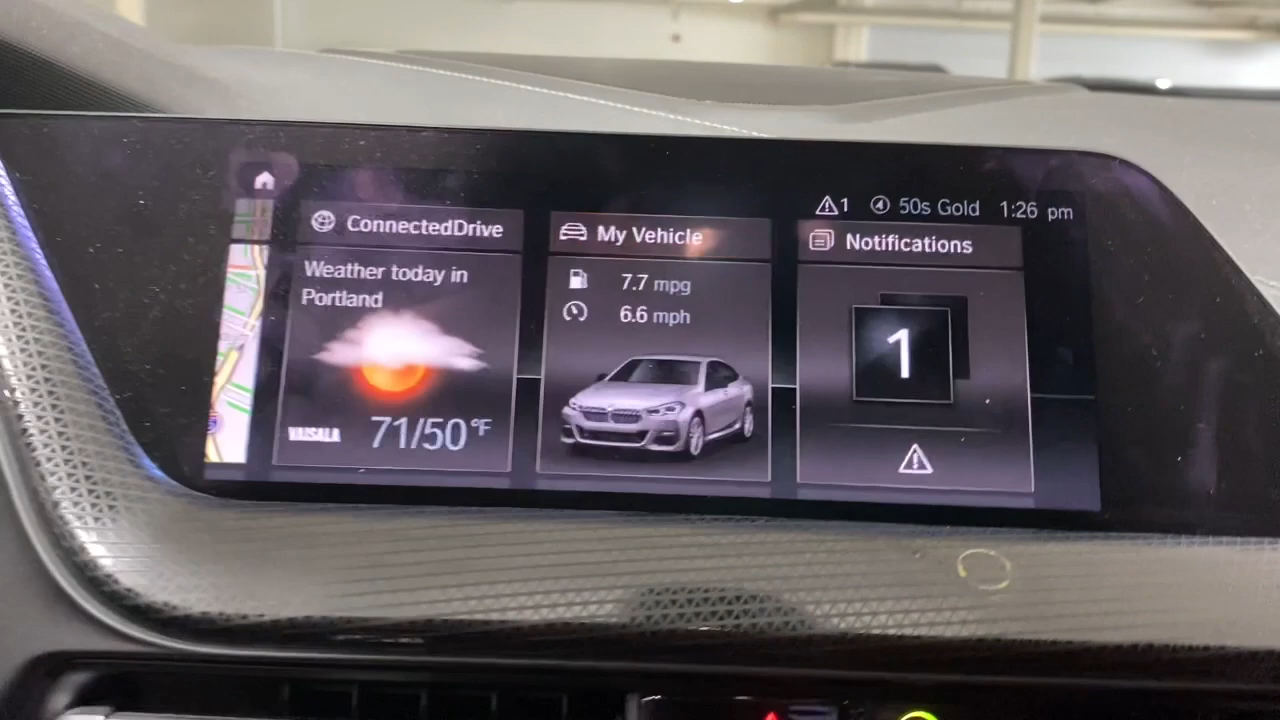 1 50s Gold 1:26 pm
ConnectedDrive
Weather today in
Portland
VAISALA 71/50°F
My Vehicle
7.7 mpg
6.6 mph
Notifications
1